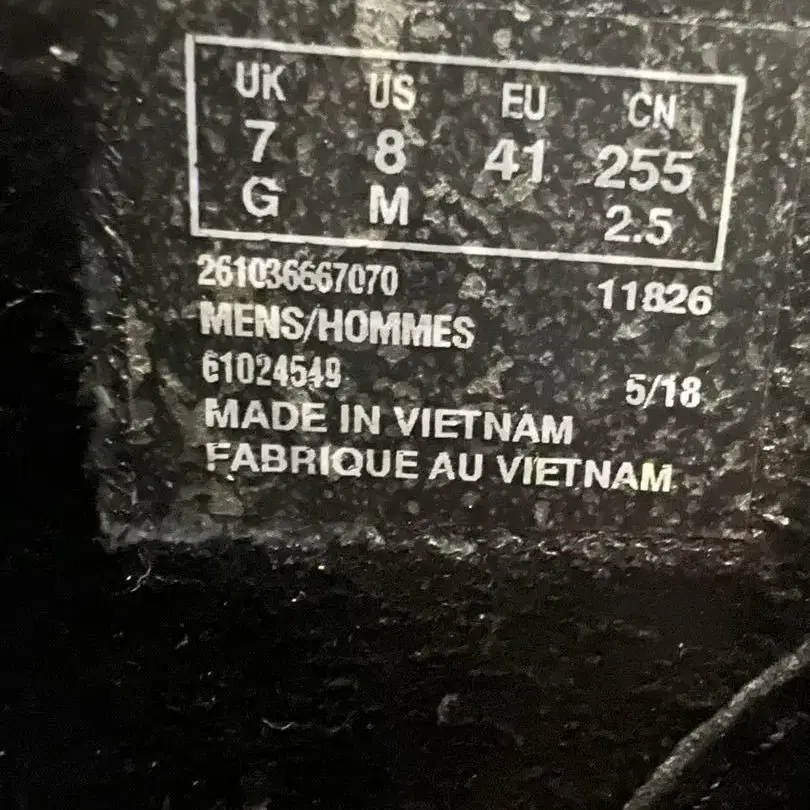 UK US EU CN
7 8 41 255
G M 2.5
261036667070 11826
MENS/HOMMES
61024549 5/18
MADE IN VIETNAM
FABRIQUE AU VIETNAM